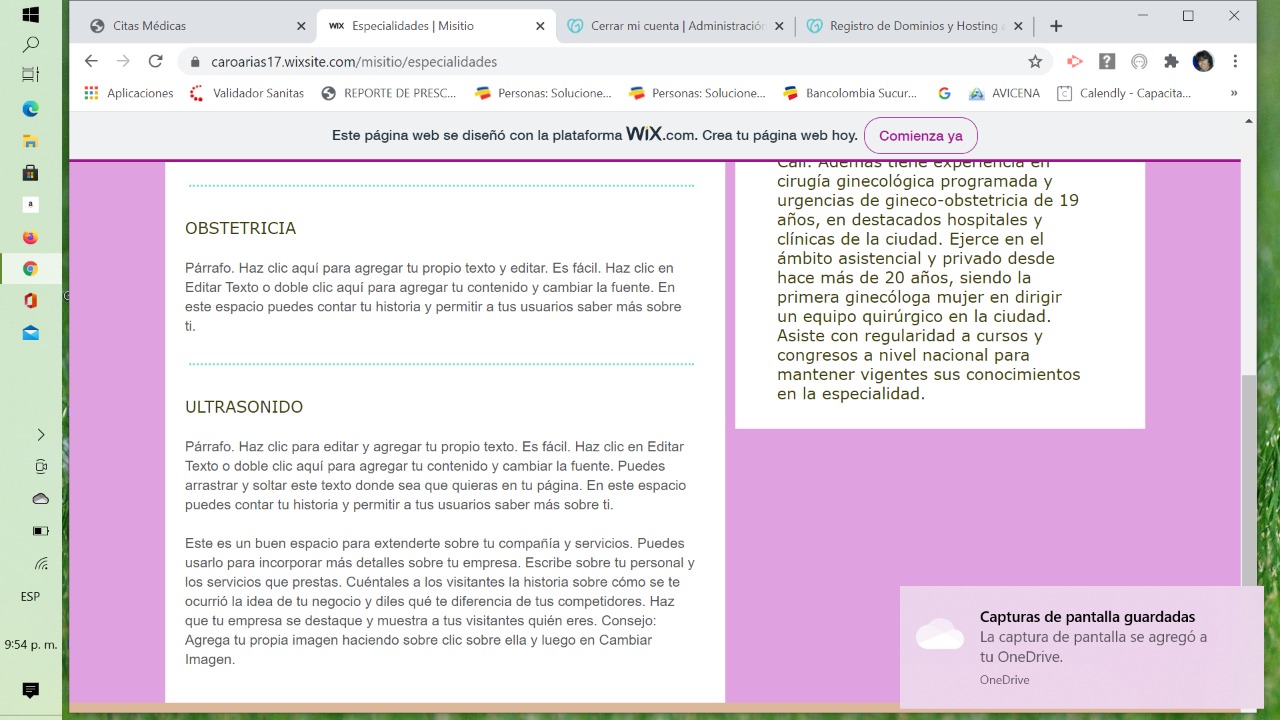 Citas Médicas
WIX Especialidades | Misitio
Cerrar mi cuenta | Administración
Registro de Dominios y Hosting
caroarias17.wixsite.com/misitio/especialidades
Aplicaciones
Validador Sanitas
REPORTE DE PRESC...
Personas: Solucione...
Personas: Solucione...
Bancolombia Sucur...
AVICENA
Calendly - Capacita...
»
Este página web se diseñó con la plataforma WiX.com. Crea tu página web hoy.
Comienza ya
OBSTETRICIA
Párrafo. Haz clic aquí para agregar tu propio texto y editar. Es fácil. Haz clic en
Editar Texto o doble clic aquí para agregar tu contenido y cambiar la fuente. En
este espacio puedes contar tu historia y permitir a tus usuarios saber más sobre
ti.
ULTRASONIDO
Párrafo. Haz clic para editar y agregar tu propio texto. Es fácil. Haz clic en Editar
Texto o doble clic aquí para agregar tu contenido y cambiar la fuente. Puedes
arrastrar y soltar este texto donde sea que quieras en tu página. En este espacio
puedes contar tu historia y permitir a tus usuarios saber más sobre ti.
Este es un buen espacio para extenderte sobre tu compañía y servicios. Puedes
usarlo para incorporar más detalles sobre tu empresa. Escribe sobre tu personal y
los servicios que prestas. Cuéntales a los visitantes la historia sobre cómo se te
ocurrió la idea de tu negocio y diles qué te diferencia de tus competidores. Haz
que tu empresa se destaque y muestra a tus visitantes quién eres. Consejo:
Agrega tu propia imagen haciendo sobre clic sobre ella y luego en Cambiar
Imagen.
Cali. Además tiene experiencia en
cirugía ginecológica programada y
urgencias de gineco-obstetricia de 19
años, en destacados hospitales y
clínicas de la ciudad. Ejerce en el
ámbito asistencial y privado desde
hace más de 20 años, siendo la
primera ginecóloga mujer en dirigir
un equipo quirúrgico en la ciudad.
Asiste con regularidad a cursos y
congresos a nivel nacional para
mantener vigentes sus conocimientos
en la especialidad.
Capturas de pantalla guardadas
La captura de pantalla se agregó a
tu OneDrive.
OneDrive
a
ESP
9:54 p. m.